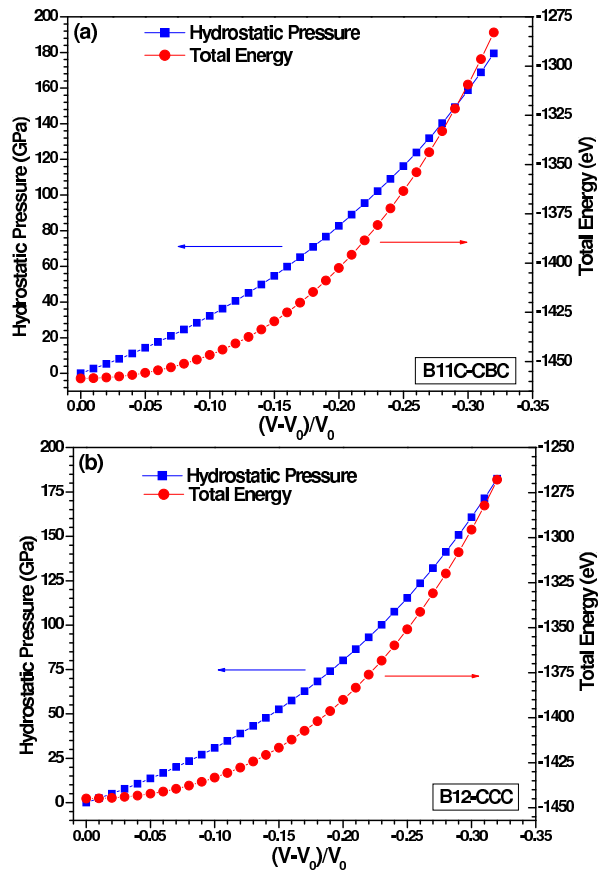 (a)
Hydrostatic Pressure
Total Energy
Hydrostatic Pressure (GPa)
200
180
160
140
120
100
80
60
40
20
0
Total Energy (eV)
-1275
-1300
-1325
-1350
-1375
-1400
-1425
-1450
B11C-CBC
0.00 -0.05 -0.10 -0.15 -0.20 -0.25 -0.30 -0.35
(V-V0)/V0
(b)
Hydrostatic Pressure
Total Energy
Hydrostatic Pressure (GPa)
200
175
150
125
100
75
50
25
0
Total Energy (eV)
-1250
-1275
-1300
-1325
-1350
-1375
-1400
-1425
-1450
B12-CCC
0.00 -0.05 -0.10 -0.15 -0.20 -0.25 -0.30 -0.35
(V-V0)/V0